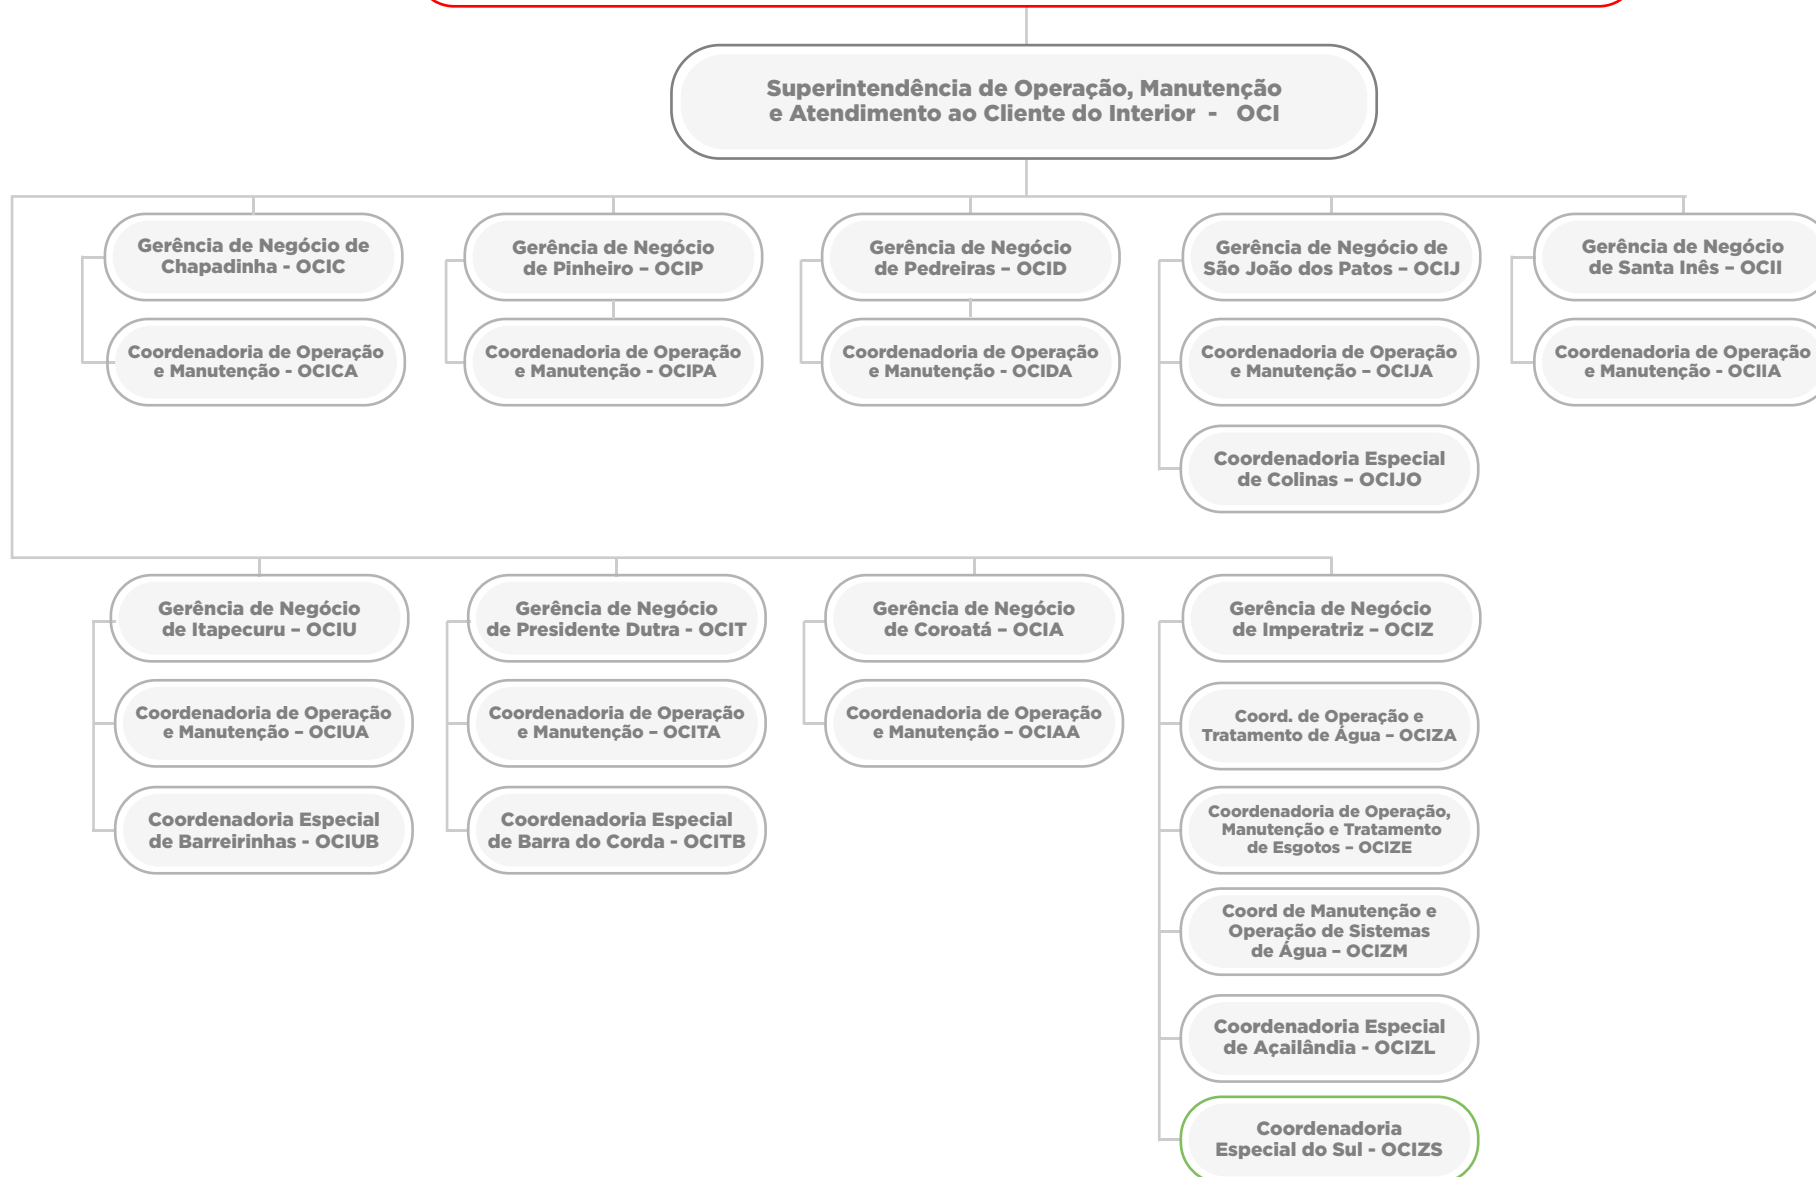 Superintendência de Operação, Manutenção
e Atendimento ao Cliente do Interior - OCI
Gerência de Negócio de
Chapadinha - OCIC
Coordenadoria de Operação
e Manutenção - OCICA
Gerência de Negócio
de Pinheiro – OCIP
Coordenadoria de Operação
e Manutenção - OCIPA
Gerência de Negócio
de Pedreiras – OCID
Coordenadoria de Operação
e Manutenção - OCIDA
Gerência de Negócio de
São João dos Patos – OCIJ
Coordenadoria de Operação
e Manutenção – OCIJA
Coordenadoria Especial
de Colinas – OCIJO
Gerência de Negócio
de Santa Inês – OCII
Coordenadoria de Operação
e Manutenção - OCIIA
Gerência de Negócio
de Itapecuru – OCIU
Coordenadoria de Operação
e Manutenção – OCIUA
Coordenadoria Especial
de Barreirinhas - OCIUB
Gerência de Negócio
de Presidente Dutra - OCIT
Coordenadoria de Operação
e Manutenção – OCITA
Coordenadoria Especial
de Barra do Corda - OCITB
Gerência de Negócio
de Coroatá – OCIA
Coordenadoria de Operação
e Manutenção – OCIAA
Gerência de Negócio
de Imperatriz – OCIZ
Coord. de Operação e
Tratamento de Água – OCIZA
Coordenadoria de Operação,
Manutenção e Tratamento
de Esgotos – OCIZE
Coord de Manutenção e
Operação de Sistemas
de Água – OCIZM
Coordenadoria Especial
de Açailândia - OCIZL
Coordenadoria
Especial do Sul - OCIZS